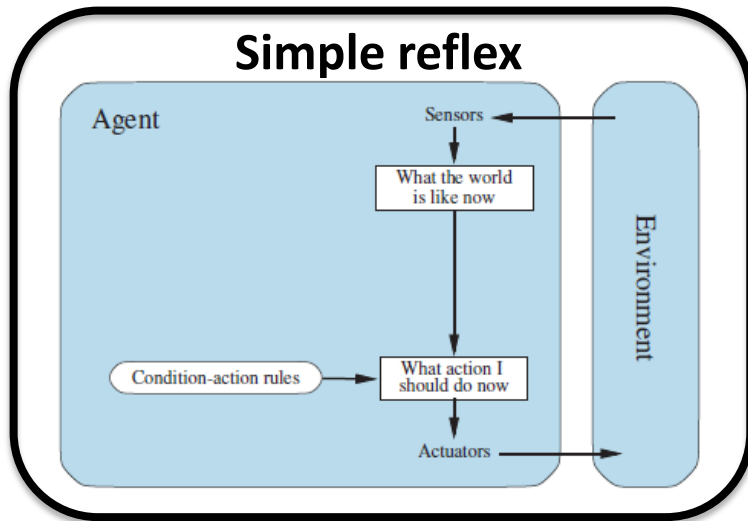 Simple reflex
Agent
Sensors
What the world
is like now
Environment
Condition-action rules
What action I
should do now
Actuators